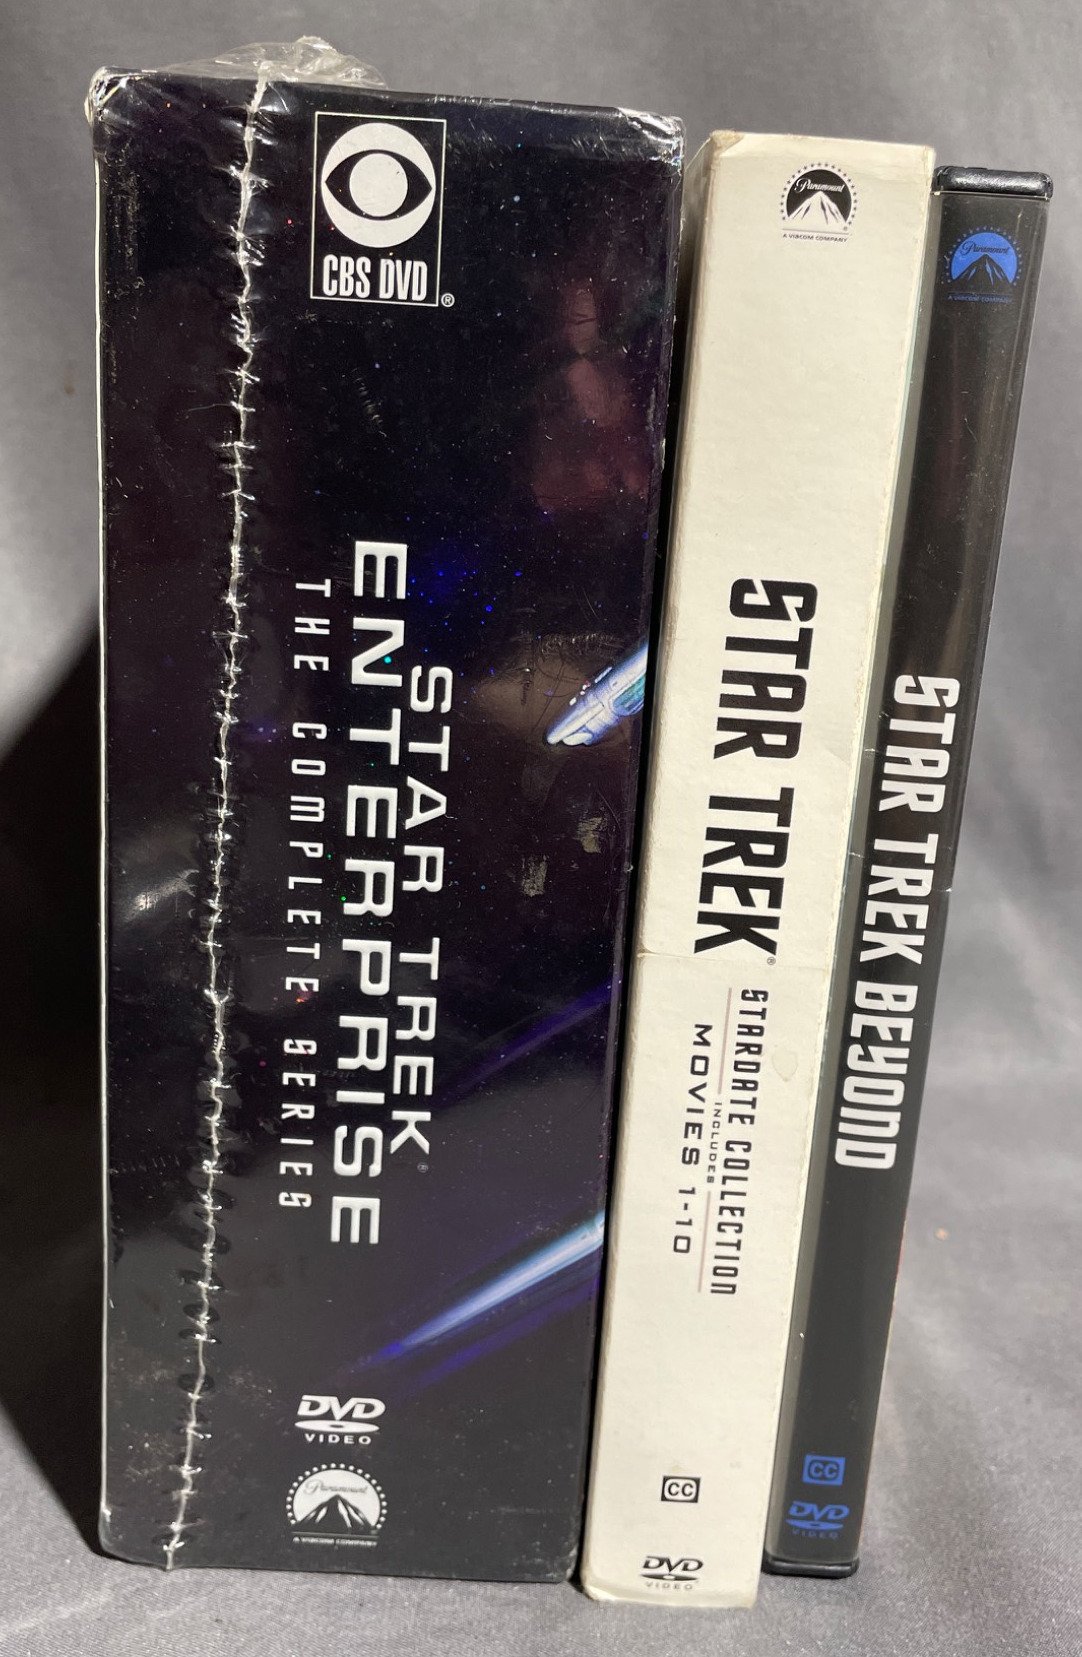 CBS DVD®
STAR TREK®
ENTERPRISE
THE COMPLETE SERIES
DVD
VIDEO
Paramount
A VIACOM COMPANY
Paramount
®
A VIACOM COMPANY
STAR TREK®
STARDATE COLLECTION
INCLUDES
MOVIES 1-10
CC
DVD
VIDEO
Paramount
A VIACOM COMPANY
STAR TREK BEYOND
CC
DVD
VIDEO